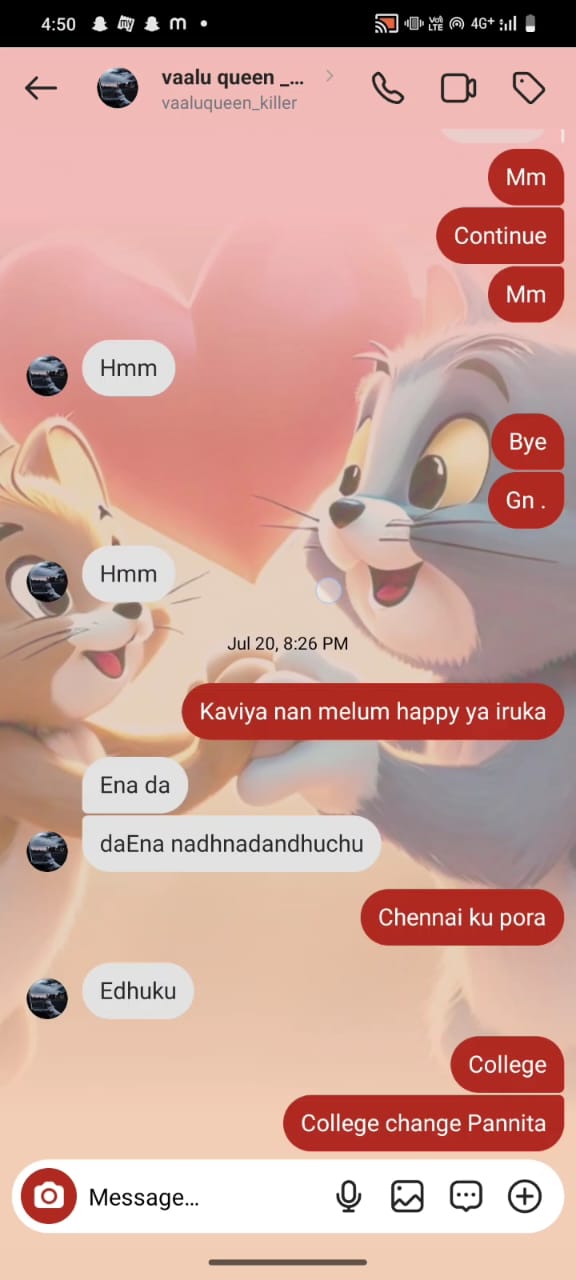 4:50
4G+
vaalu queen _...
vaaluqueen_killer
Mm
Continue
Mm
Hmm
Bye
Gn .
Hmm
Jul 20, 8:26 PM
Kaviya nan melum happy ya iruka
Ena da
daEna nadhnadandhuchu
Chennai ku pora
Edhuku
College
College change Pannita
Message...